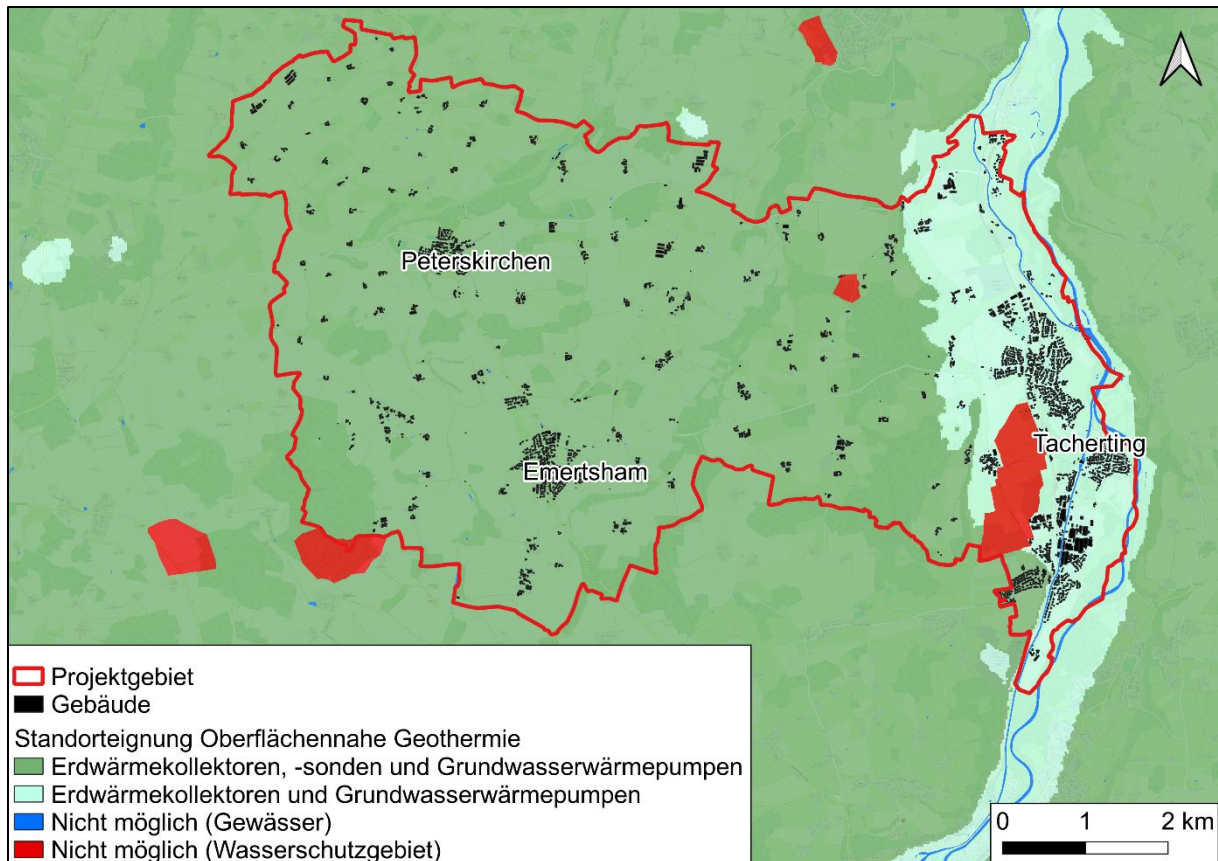 Peterskirchen
Emertsham
Tacherting
Projektgebiet
Gebäude
Standorteignung Oberflächennahe Geothermie
Erdwärmekollektoren, -sonden und Grundwasserwärmepumpen
Erdwärmekollektoren und Grundwasserwärmepumpen
Nicht möglich (Gewässer)
Nicht möglich (Wasserschutzgebiet)
0 1 2 km